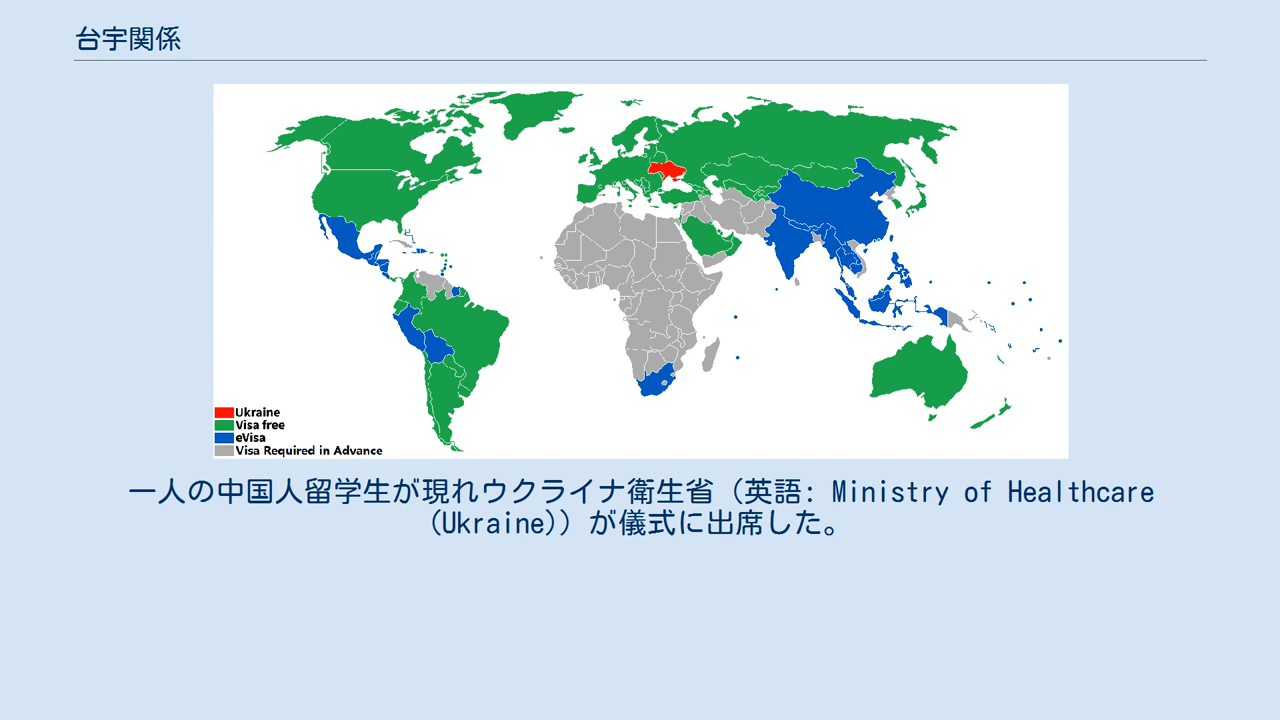 台宇関係
Ukraine
Visa free
eVisa
Visa Required in Advance
一人の中国人留学生が現れウクライナ衛生省（英語: Ministry of Healthcare
(Ukraine)）が儀式に出席した。